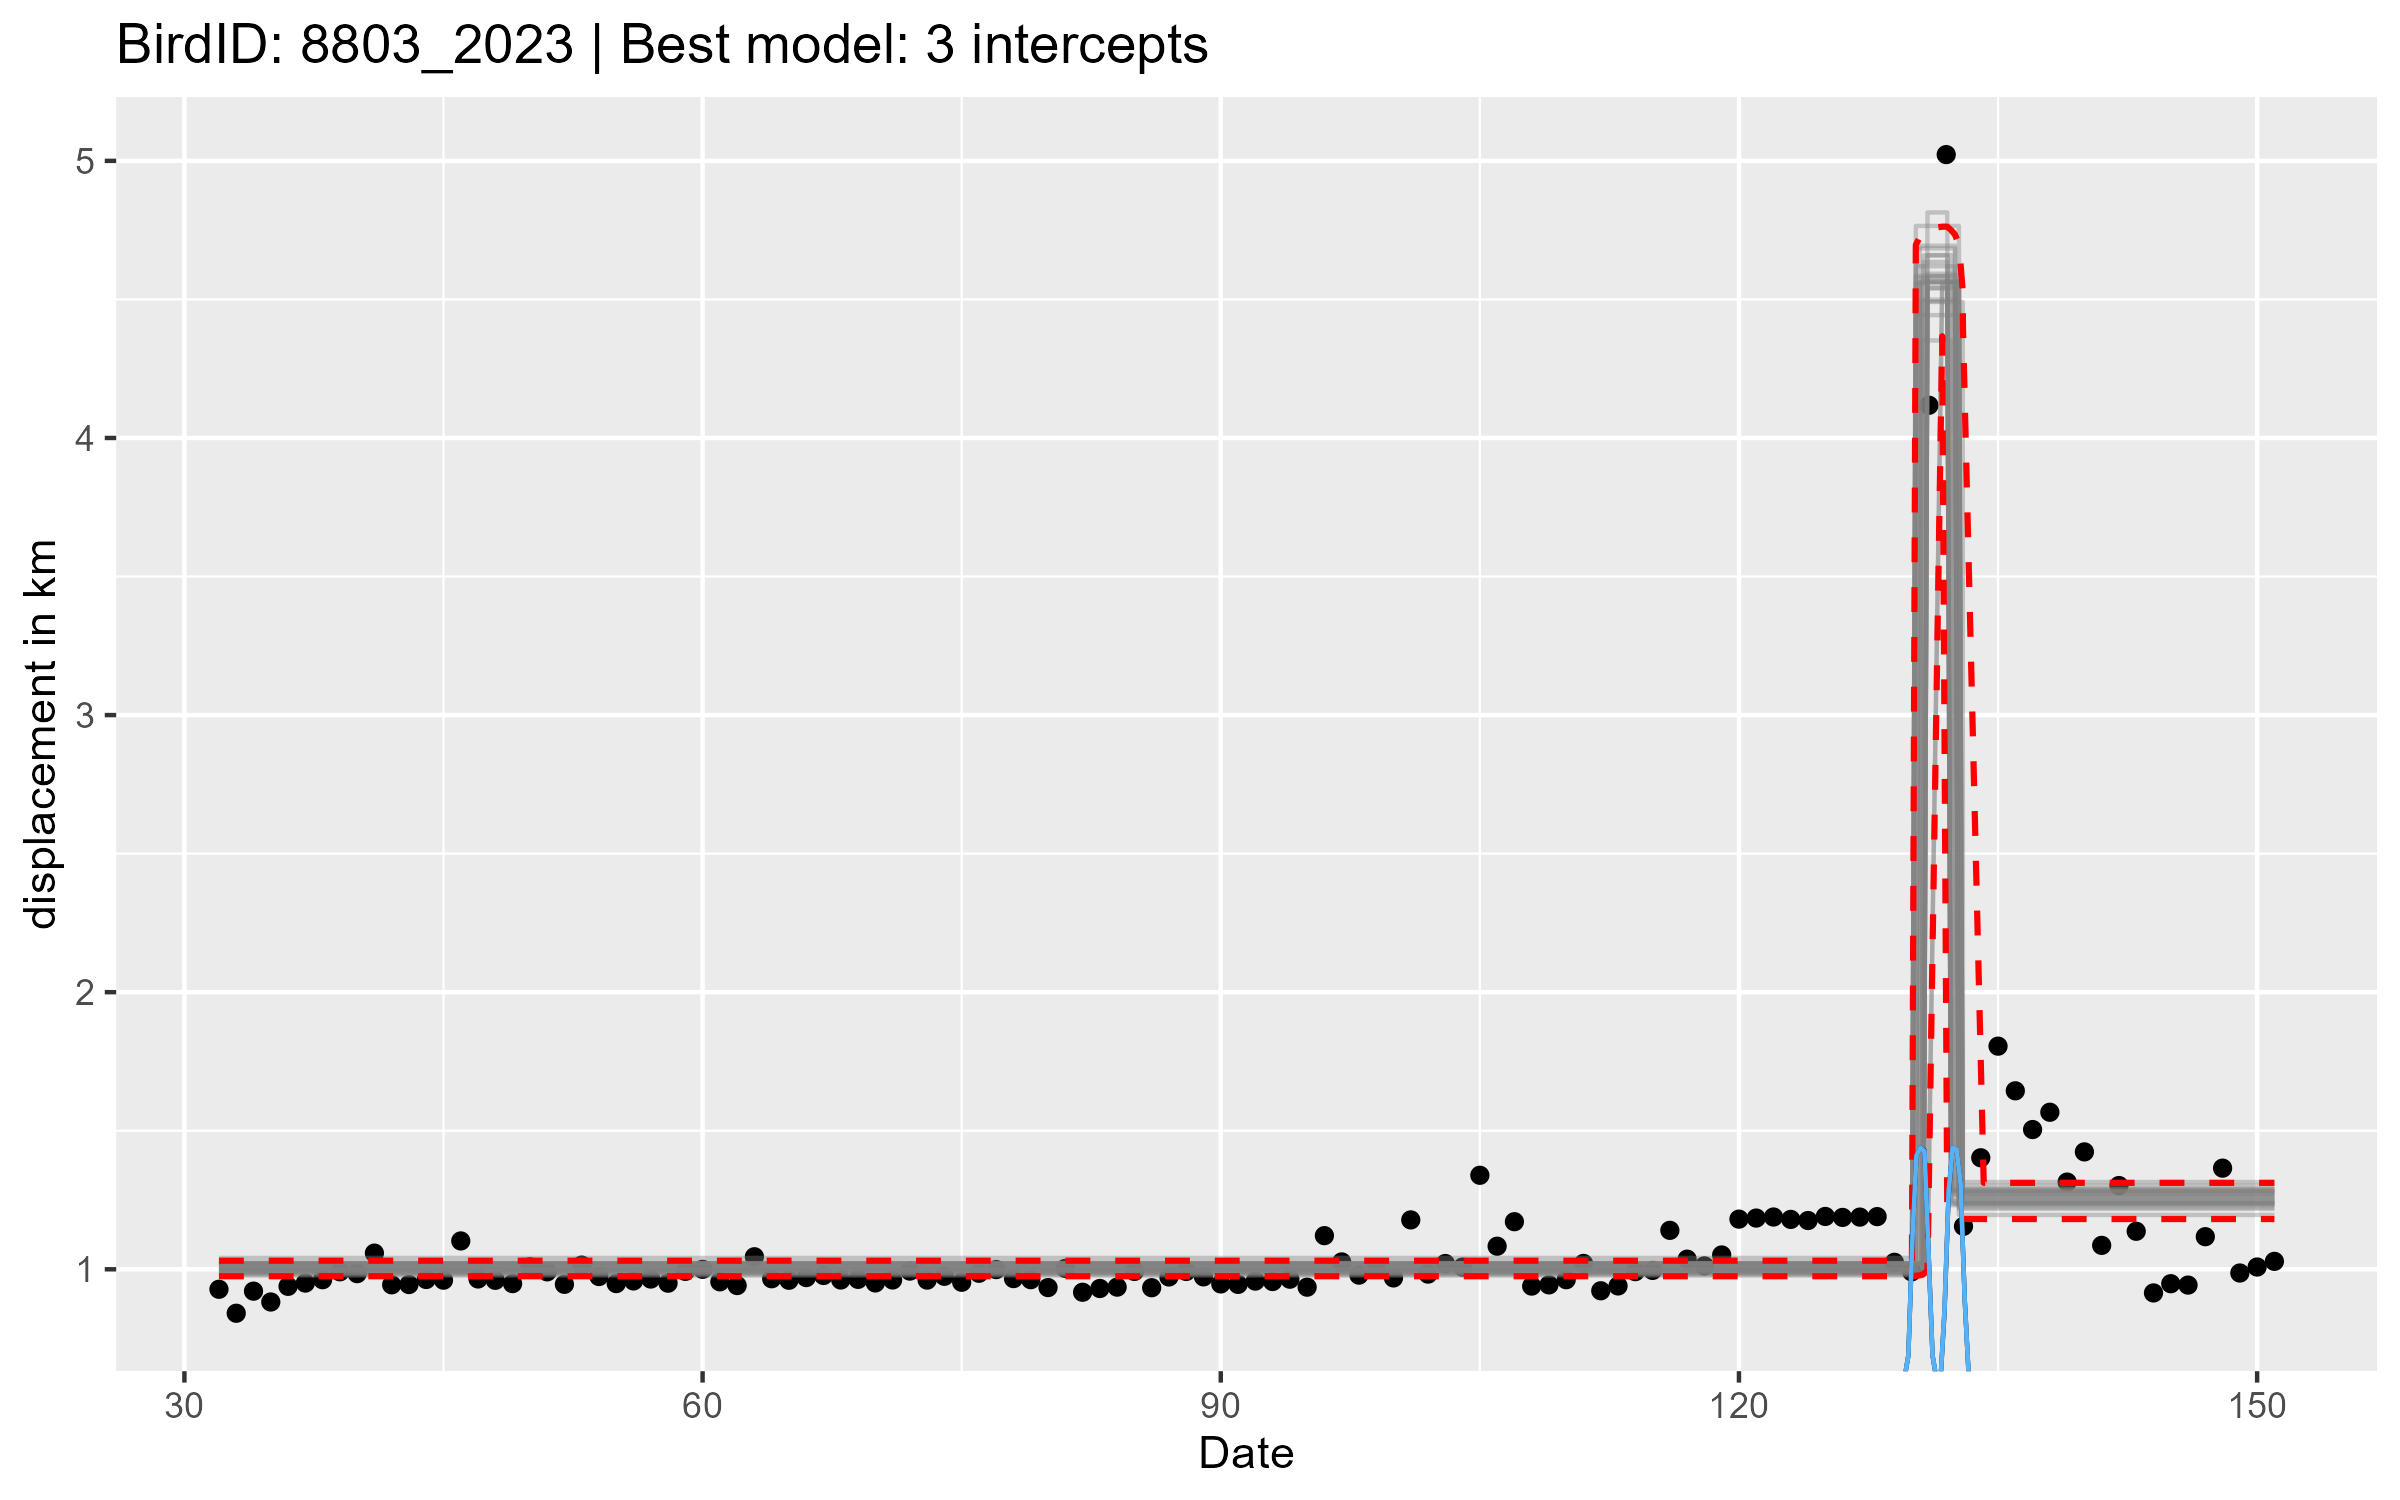 BirdID: 8803_2023 | Best model: 3 intercepts
5
4
3
2
1
displacement in km
30 60 90 120 150
Date